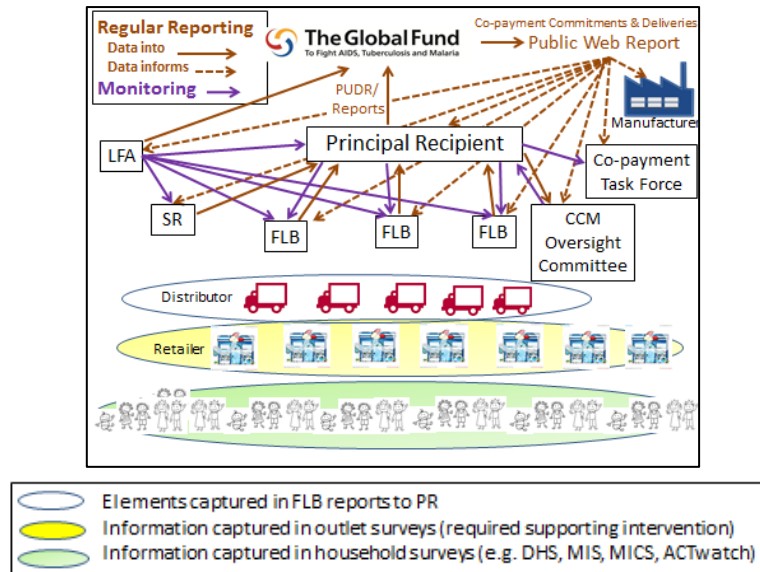 Regular Reporting
Data into
Data informs
Monitoring
The Global Fund
To Fight AIDS, Tuberculosis and Malaria
Co-payment Commitments & Deliveries
Public Web Report
PUDR/
Reports
Manufacturer
LFA
Principal Recipient
Co-payment
Task Force
SR
FLB
FLB
FLB
CCM
Oversight
Committee
Distributor
Retailer
Elements captured in FLB reports to PR
Information captured in outlet surveys (required supporting intervention)
Information captured in household surveys (e.g. DHS, MIS, MICS, ACTwatch)